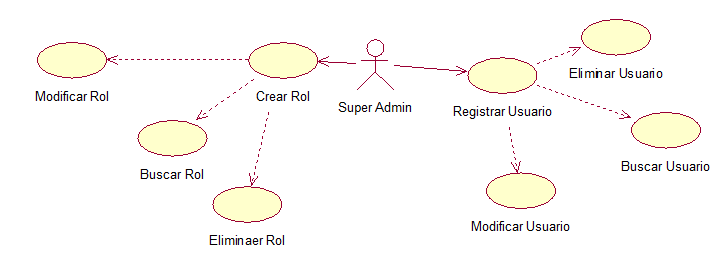 Eliminar Usuario
Modificar Rol
Crear Rol
Super Admin
Registrar Usuario
Buscar Rol
Buscar Usuario
Eliminaer Rol
Modificar Usuario